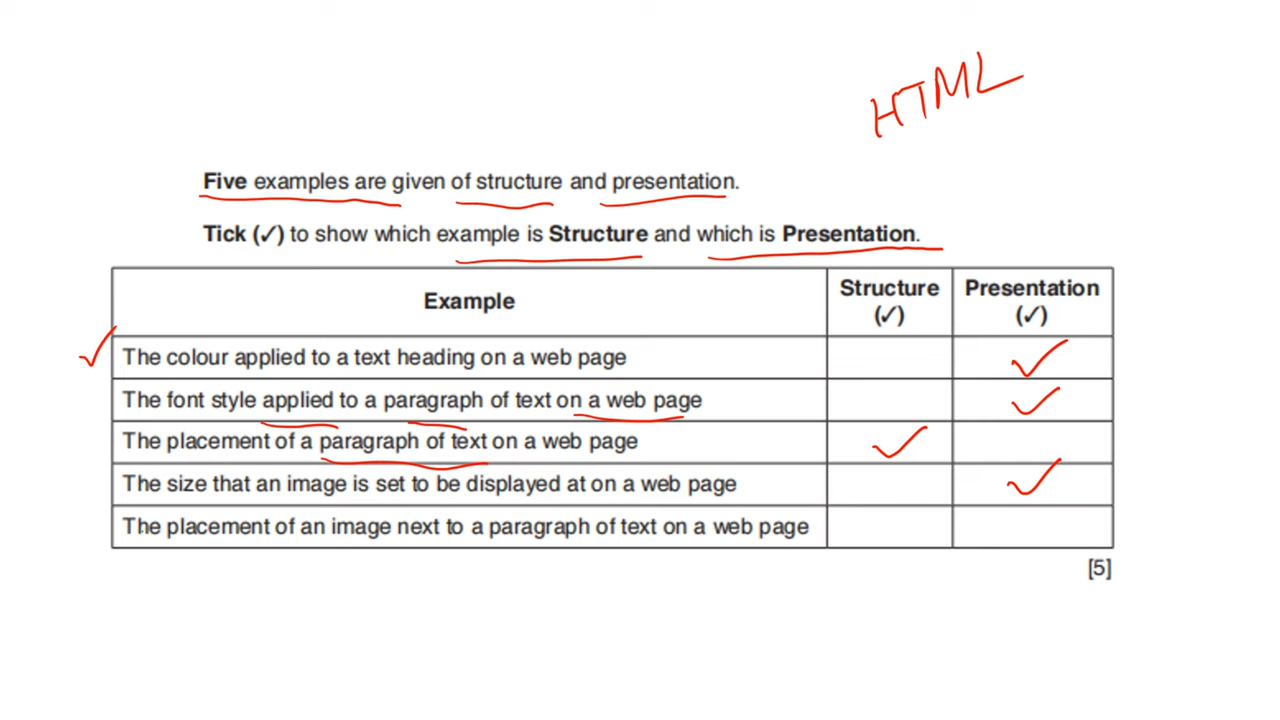 HTML
Five examples are given of structure and presentation.
Tick (✓) to show which example is Structure and which is Presentation.
Example Structure (✓) Presentation (✓)
✓ The colour applied to a text heading on a web page ✓
The font style applied to a paragraph of text on a web page ✓
The placement of a paragraph of text on a web page ✓
The size that an image is set to be displayed at on a web page ✓
The placement of an image next to a paragraph of text on a web page
[5]